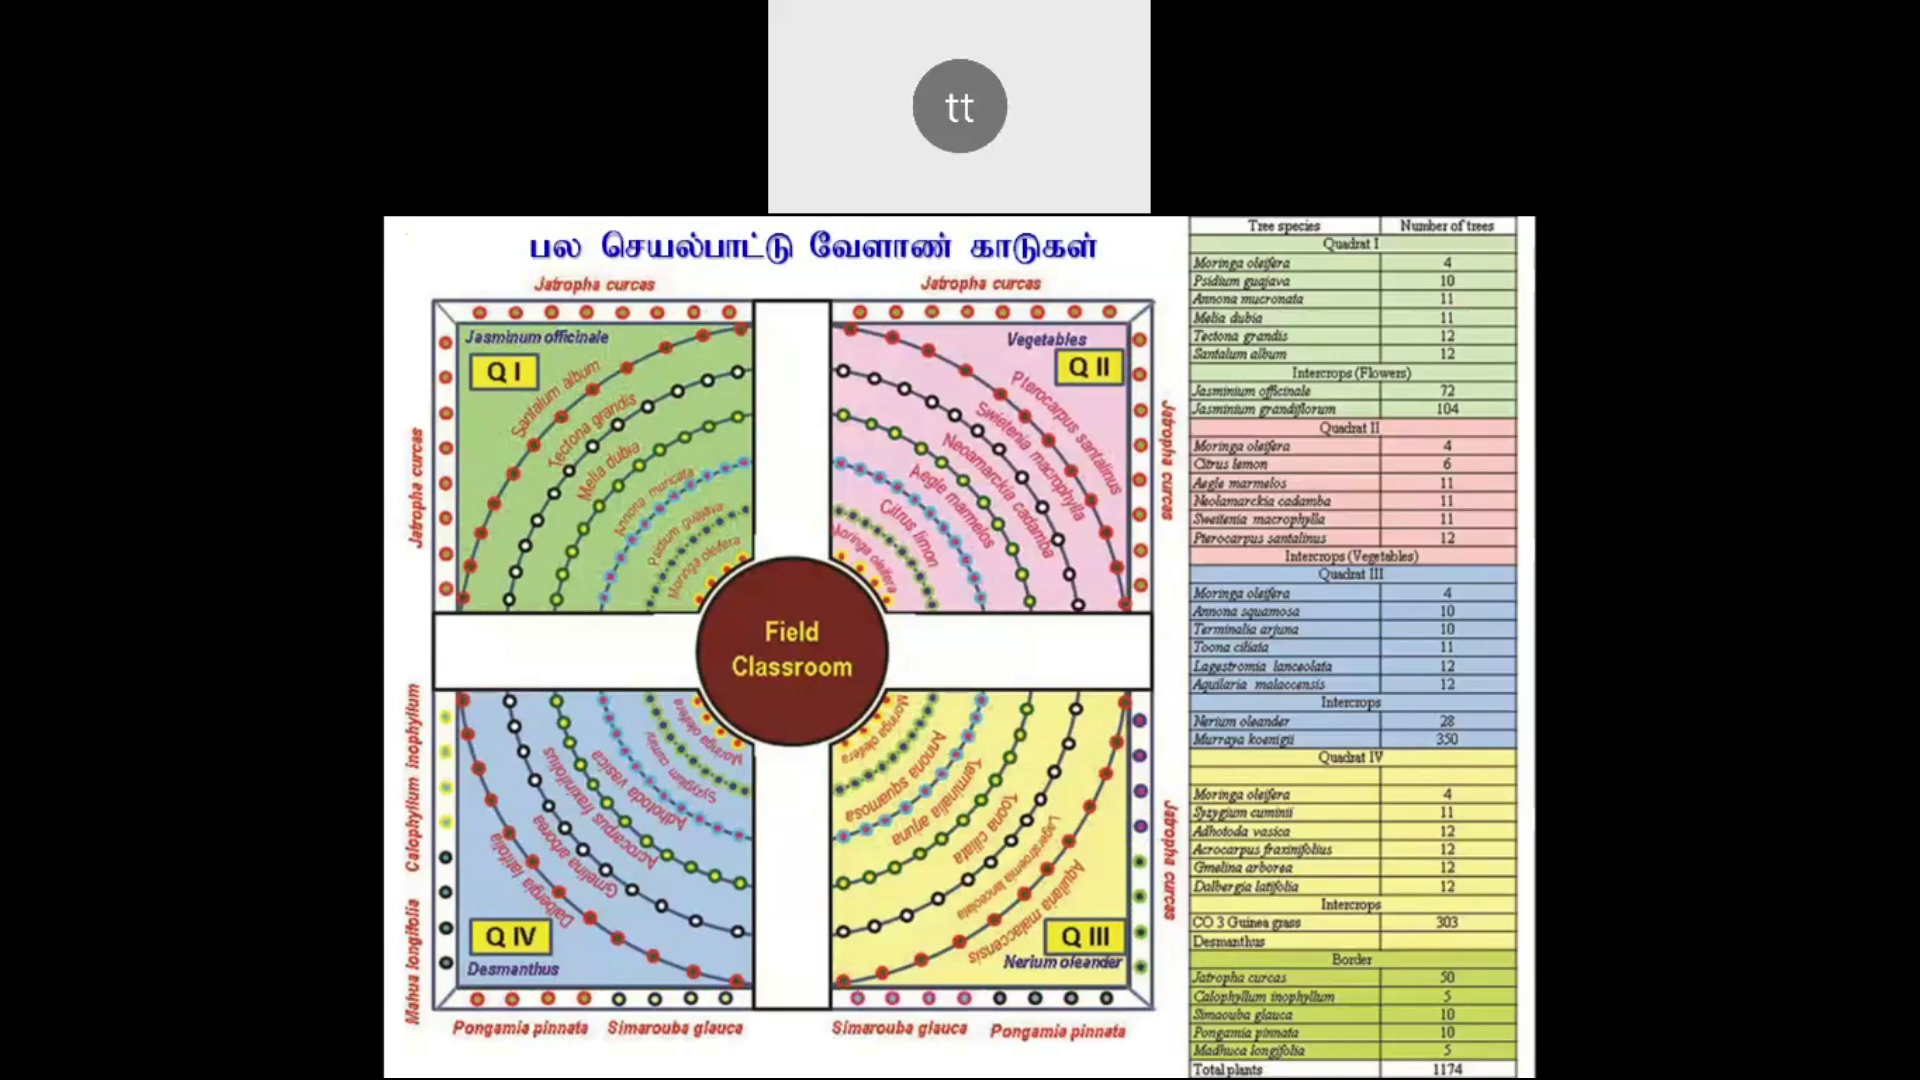 tt
பல செயல்பாட்டு வேளாண் காடுகள்
Jatropha curcas
Jatropha curcas
Jasminum officinale
Q I
Santalum album
Tectona grandis
Melia dubia
Annora muricata
Psidium guajava
Moringa oleifera
Vegetables
Q II
Pterocarpus santalinus
Swietenia macrophylla
Neoamarckia cadamba
Aegle marmelos
Citrus limon
Moringa oleifera
Jatropha curcas
Jatropha curcas
Field
Classroom
Calophyllum inophyllum
Mahua longifolia
Moringa oleifera
Syzygium cuminy
Adhotoda vasica
Acrocarpus fraxinifolius
Gmelina arborea
Dalbergia latifolia
Q IV
Desmanthus
Moringa oleifera
Annona squamosa
Terminalia arjuna
Toona ciliata
Lagerstroemia lanceolata
Aquilaria malaccensis
Q III
Nerium oleander
Jatropha curcas
Pongamia pinnata Simarouba glauca
Simarouba glauca Pongamia pinnata
Tree species Number of trees
Quadrat I
Moringa oleifera 4
Psidium guajava 10
Annona mucronata 11
Melia dubia 11
Tectona grandis 12
Santalum album 12
Intercrops (Flowers)
Jasminium officinale 72
Jasminium grandiflorum 104
Quadrat II
Moringa oleifera 4
Citrus lemon 6
Aegle marmelos 11
Neolamarckia cadamba 11
Sweitenia macrophylla 11
Pterocarpus santalinus 12
Intercrops (Vegetables)
Quadrat III
Moringa oleifera 4
Annona squamosa 10
Terminalia arjuna 10
Toona ciliata 11
Lagestromia lanceolata 12
Aquilaria malaccensis 12
Intercrops
Nerium oleander 28
Murraya koenigii 350
Quadrat IV
Moringa oleifera 4
Syzygium cuminii 11
Adhotoda vasica 12
Acrocarpus fraxinifolius 12
Gmelina arborea 12
Dalbergia latifolia 12
Intercrops
CO 3 Guinea grass 303
Desmanthus
Border
Jatropha curcas 50
Calophyllum inophyllum 5
Simaouba glauca 10
Pongamia pinnata 10
Madhuca longifolia 5
Total plants 1174